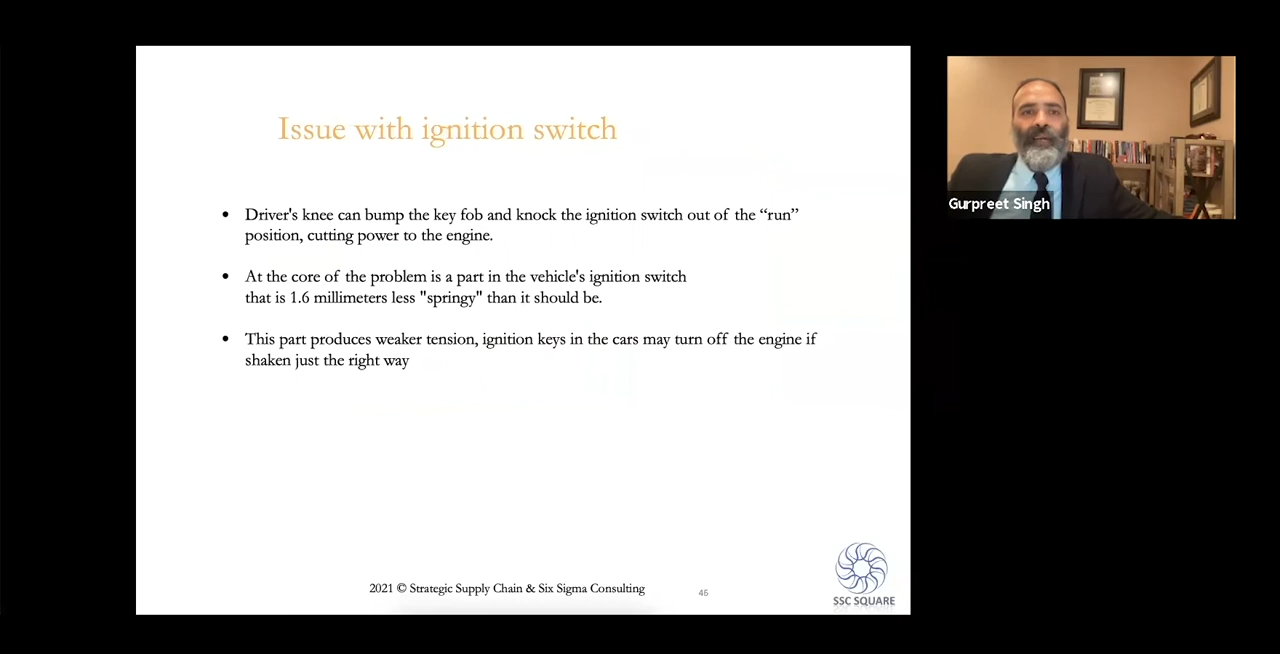 Issue with ignition switch
• Driver's knee can bump the key fob and knock the ignition switch out of the “run”
position, cutting power to the engine.
• At the core of the problem is a part in the vehicle's ignition switch
that is 1.6 millimeters less "springy" than it should be.
• This part produces weaker tension, ignition keys in the cars may turn off the engine if
shaken just the right way
2021 © Strategic Supply Chain & Six Sigma Consulting
46
SSC SQUARE
Gurpreet Singh